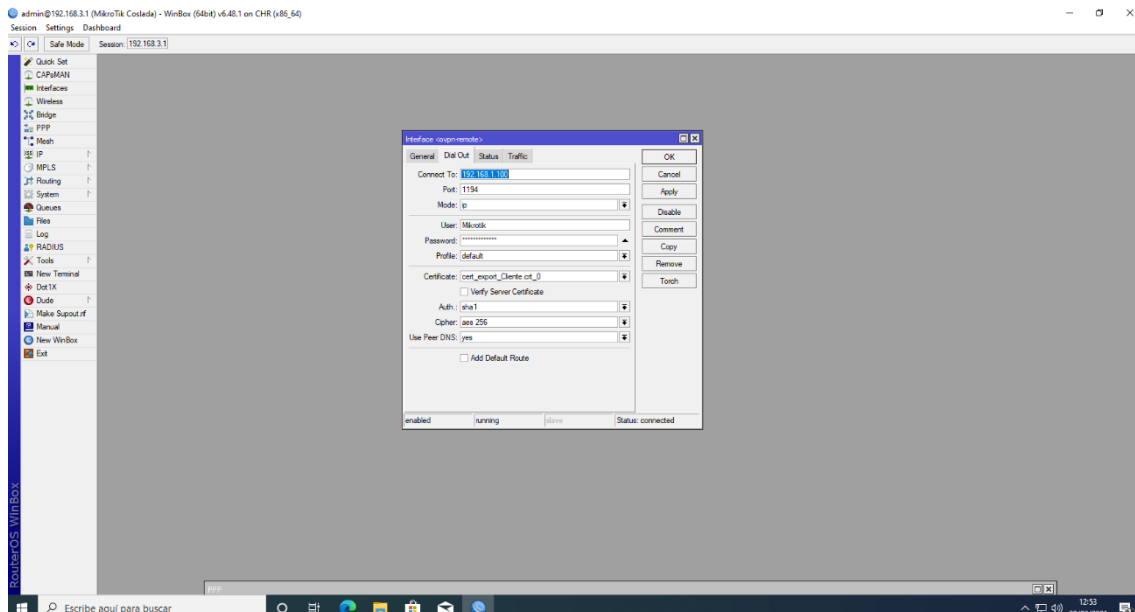 admin@192.168.3.1 (MikroTik Coslada) - WinBox (64bit) v6.48.1 on CHR (x86_64)
Session Settings Dashboard
Safe Mode Session: 192.168.3.1
Quick Set
CAPsMAN
Interfaces
Wireless
Bridge
PPP
Mesh
IP
MPLS
Routing
System
Queues
Files
Log
RADIUS
Tools
New Terminal
Dot1X
Dude
Make Supout.rif
Manual
New WinBox
Exit
RouterOS WinBox
Interface <ovpn-remote>
General Dial Out Status Traffic
Connect To: 192.168.1.100
Port: 1194
Mode: ip
User: Mikrotik
Password: *************
Profile: default
Certificate: cert_export_Cliente.crt_0
Verify Server Certificate
Auth.: sha1
Cipher: aes 256
Use Peer DNS: yes
Add Default Route
OK
Cancel
Apply
Disable
Comment
Copy
Remove
Torch
enabled running slave Status: connected
PPP
Escribe aquí para buscar
12:53